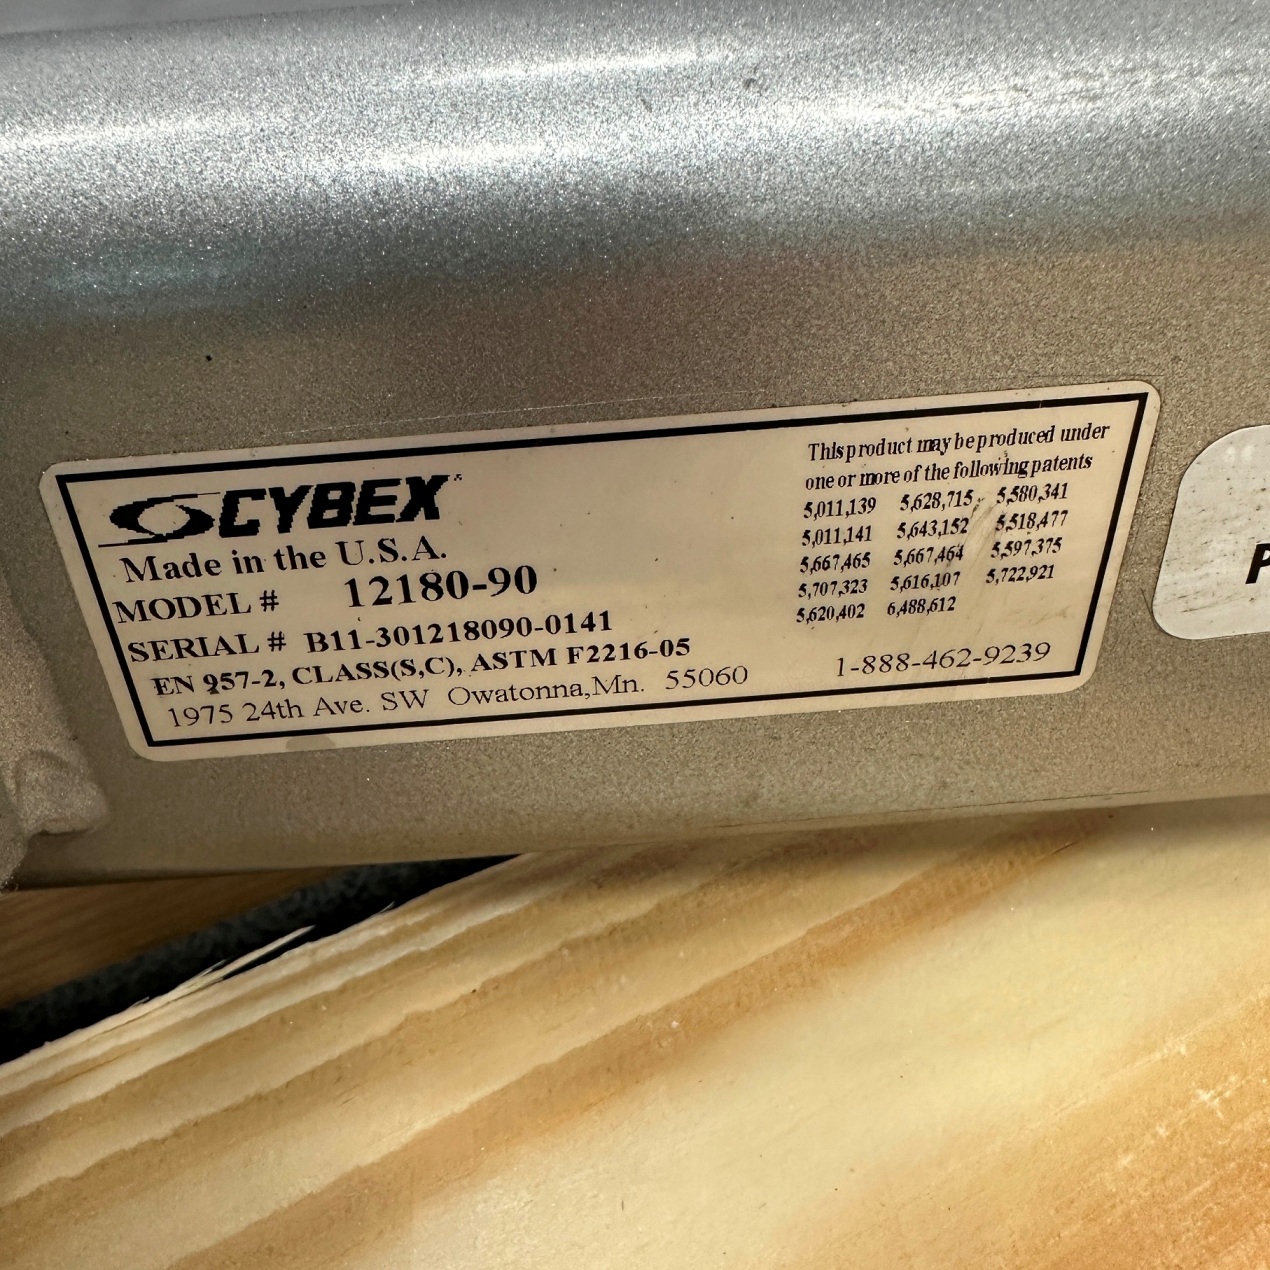 CYBEX
Made in the U.S.A.
MODEL # 12180-90
SERIAL # B11-301218090-0141
EN 957-2, CLASS(S,C), ASTM F2216-05
1975 24th Ave. SW Owatonna,Mn. 55060
This product may be produced under
one or more of the following patents
5,011,139 5,628,715 5,580,341
5,011,141 5,643,152 5,518,477
5,667,465 5,667,464 5,597,375
5,707,323 5,616,107 5,722,921
5,620,402 6,488,612
1-888-462-9239
P